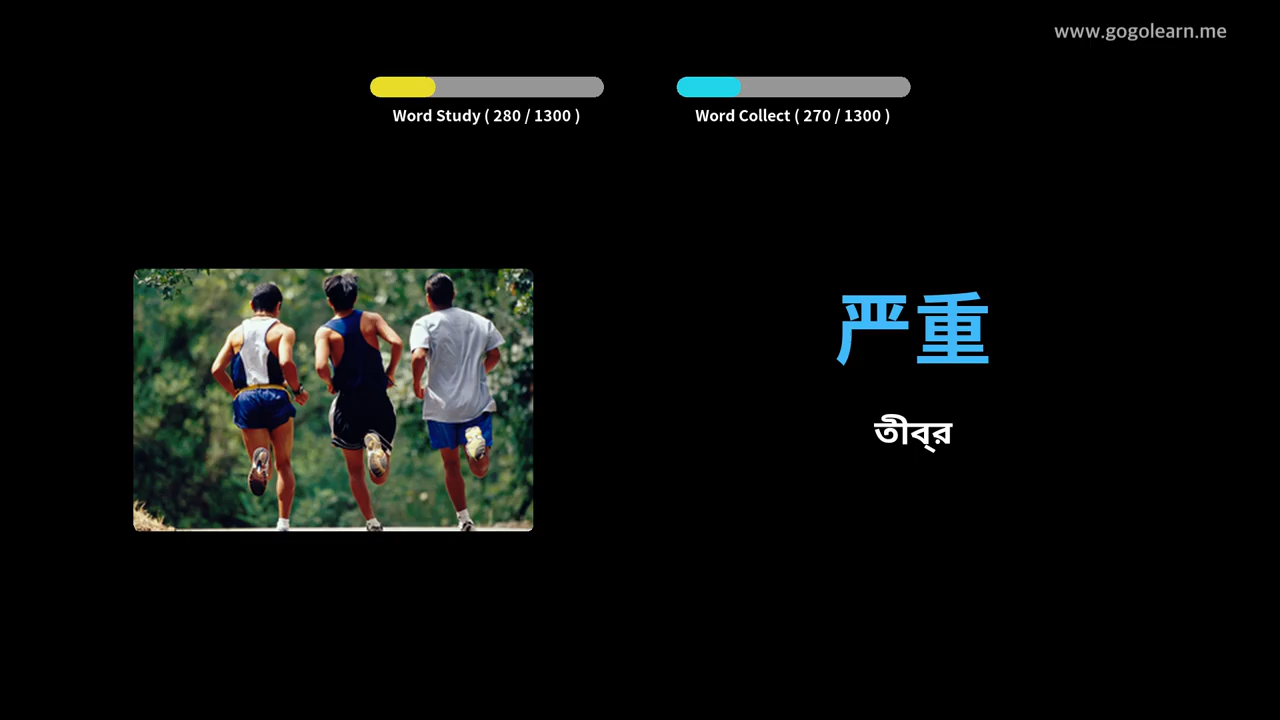 www.gogolearn.me
Word Study ( 280 / 1300 )
Word Collect ( 270 / 1300 )
严重
তীব্র